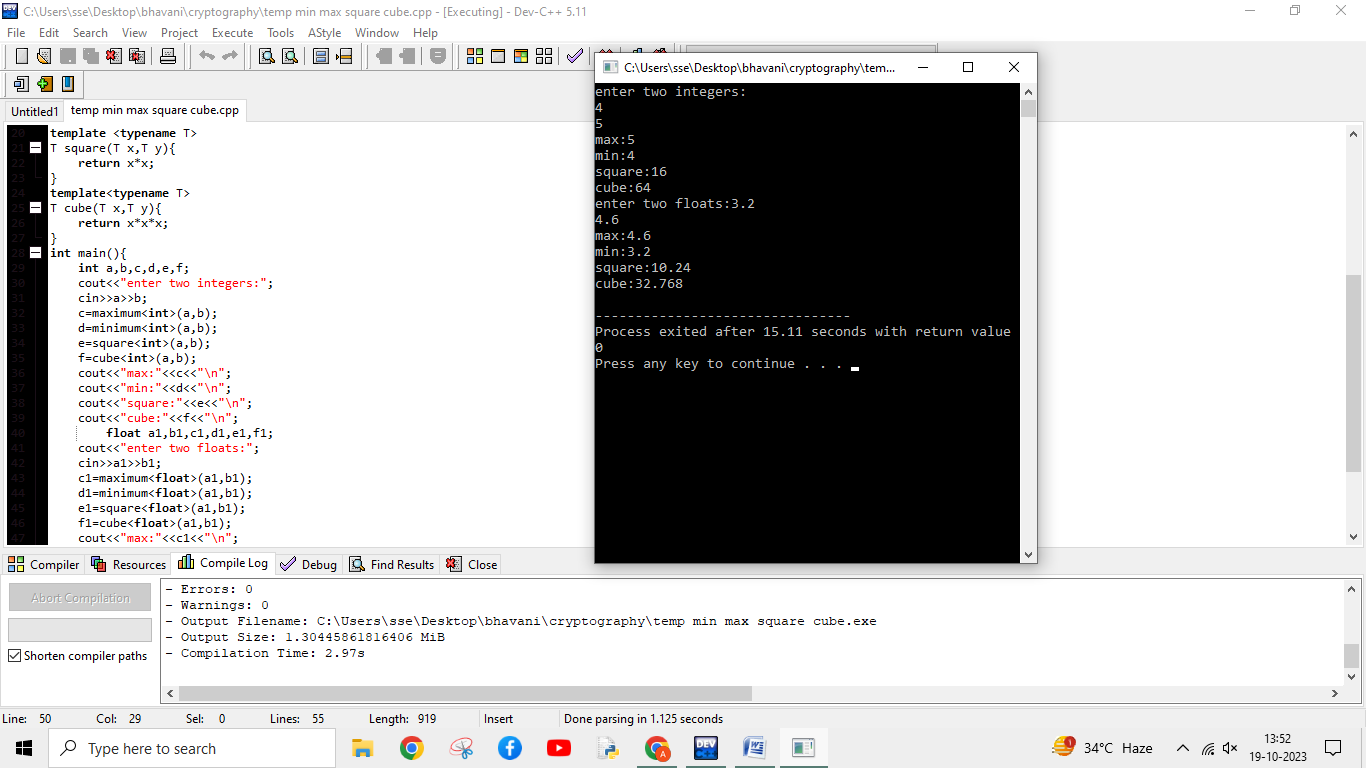 C:\Users\sse\Desktop\bhavani\cryptography\temp min max square cube.cpp - [Executing] - Dev-C++ 5.11
File Edit Search View Project Execute Tools AStyle Window Help
Untitled1 temp min max square cube.cpp
20 template <typename T>
21 T square(T x,T y){
22 return x*x;
23 }
24 template<typename T>
25 T cube(T x,T y){
26 return x*x*x;
27 }
28 int main(){
29 int a,b,c,d,e,f;
30 cout<<"enter two integers:";
31 cin>>a>>b;
32 c=maximum<int>(a,b);
33 d=minimum<int>(a,b);
34 e=square<int>(a,b);
35 f=cube<int>(a,b);
36 cout<<"max:"<<c<<"\n";
37 cout<<"min:"<<d<<"\n";
38 cout<<"square:"<<e<<"\n";
39 cout<<"cube:"<<f<<"\n";
40 float a1,b1,c1,d1,e1,f1;
41 cout<<"enter two floats:";
42 cin>>a1>>b1;
43 c1=maximum<float>(a1,b1);
44 d1=minimum<float>(a1,b1);
45 e1=square<float>(a1,b1);
46 f1=cube<float>(a1,b1);
47 cout<<"max:"<<c1<<"\n";
C:\Users\sse\Desktop\bhavani\cryptography\tem...
enter two integers:
4
5
max:5
min:4
square:16
cube:64
enter two floats:3.2
4.6
max:4.6
min:3.2
square:10.24
cube:32.768
--------------------------------
Process exited after 15.11 seconds with return value
0
Press any key to continue . . .
Compiler Resources Compile Log Debug Find Results Close
Abort Compilation
Shorten compiler paths
- Errors: 0
- Warnings: 0
- Output Filename: C:\Users\sse\Desktop\bhavani\cryptography\temp min max square cube.exe
- Output Size: 1.30445861816406 MiB
- Compilation Time: 2.97s
Line: 50 Col: 29 Sel: 0 Lines: 55 Length: 919 Insert Done parsing in 1.125 seconds
Type here to search
A
DEV
1
34°C Haze
13:52
19-10-2023